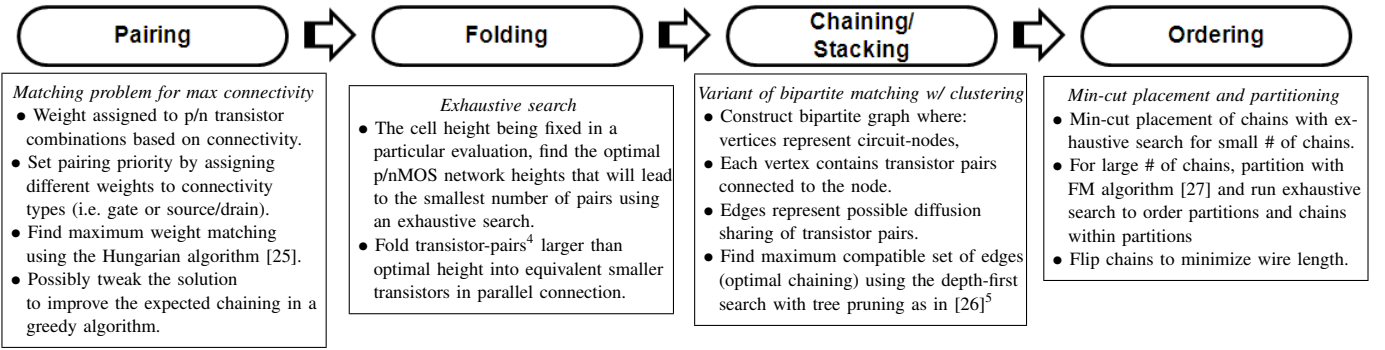 Pairing
Matching problem for max connectivity
• Weight assigned to p/n transistor
combinations based on connectivity.
• Set pairing priority by assigning
different weights to connectivity
types (i.e. gate or source/drain).
• Find maximum weight matching
using the Hungarian algorithm [25].
• Possibly tweak the solution
to improve the expected chaining in a
greedy algorithm.
Folding
Exhaustive search
• The cell height being fixed in a
particular evaluation, find the optimal
p/nMOS network heights that will lead
to the smallest number of pairs using
an exhaustive search.
• Fold transistor-pairs⁴ larger than
optimal height into equivalent smaller
transistors in parallel connection.
Chaining/
Stacking
Variant of bipartite matching w/ clustering
• Construct bipartite graph where:
vertices represent circuit-nodes,
• Each vertex contains transistor pairs
connected to the node.
• Edges represent possible diffusion
sharing of transistor pairs.
• Find maximum compatible set of edges
(optimal chaining) using the depth-first
search with tree pruning as in [26]⁵
Ordering
Min-cut placement and partitioning
• Min-cut placement of chains with ex-
haustive search for small # of chains.
• For large # of chains, partition with
FM algorithm [27] and run exhaustive
search to order partitions and chains
within partitions
• Flip chains to minimize wire length.